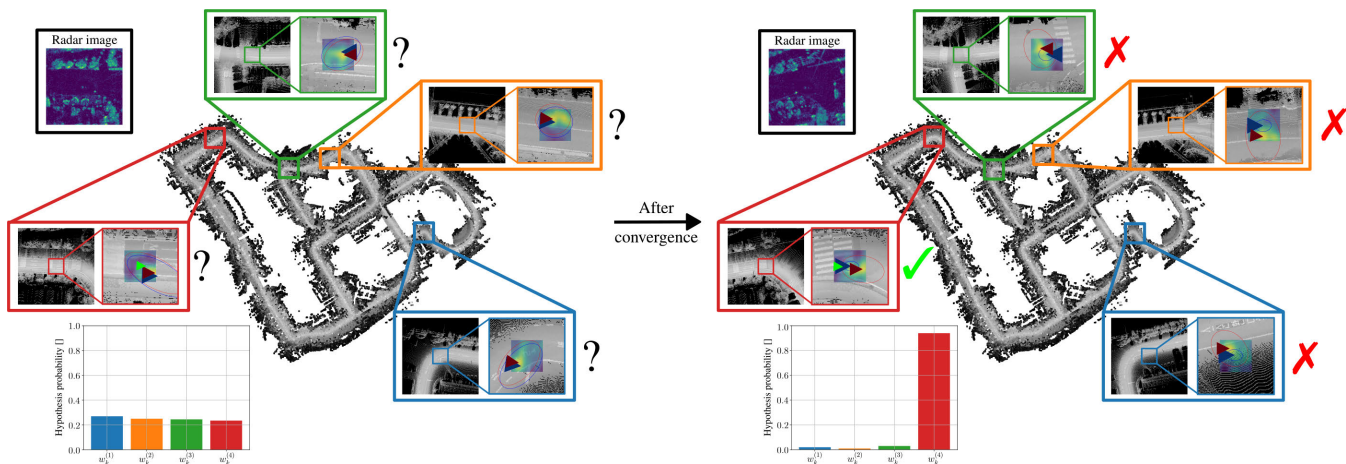 Radar image
?
?
?
?
Hypothesis probability []
1.0
0.8
0.6
0.4
0.2
0.0
w_k^{(1)} w_k^{(2)} w_k^{(3)} w_k^{(4)}
After
convergence
Radar image
✗
✗
✓
✗
Hypothesis probability []
1.0
0.8
0.6
0.4
0.2
0.0
w_k^{(1)} w_k^{(2)} w_k^{(3)} w_k^{(4)}